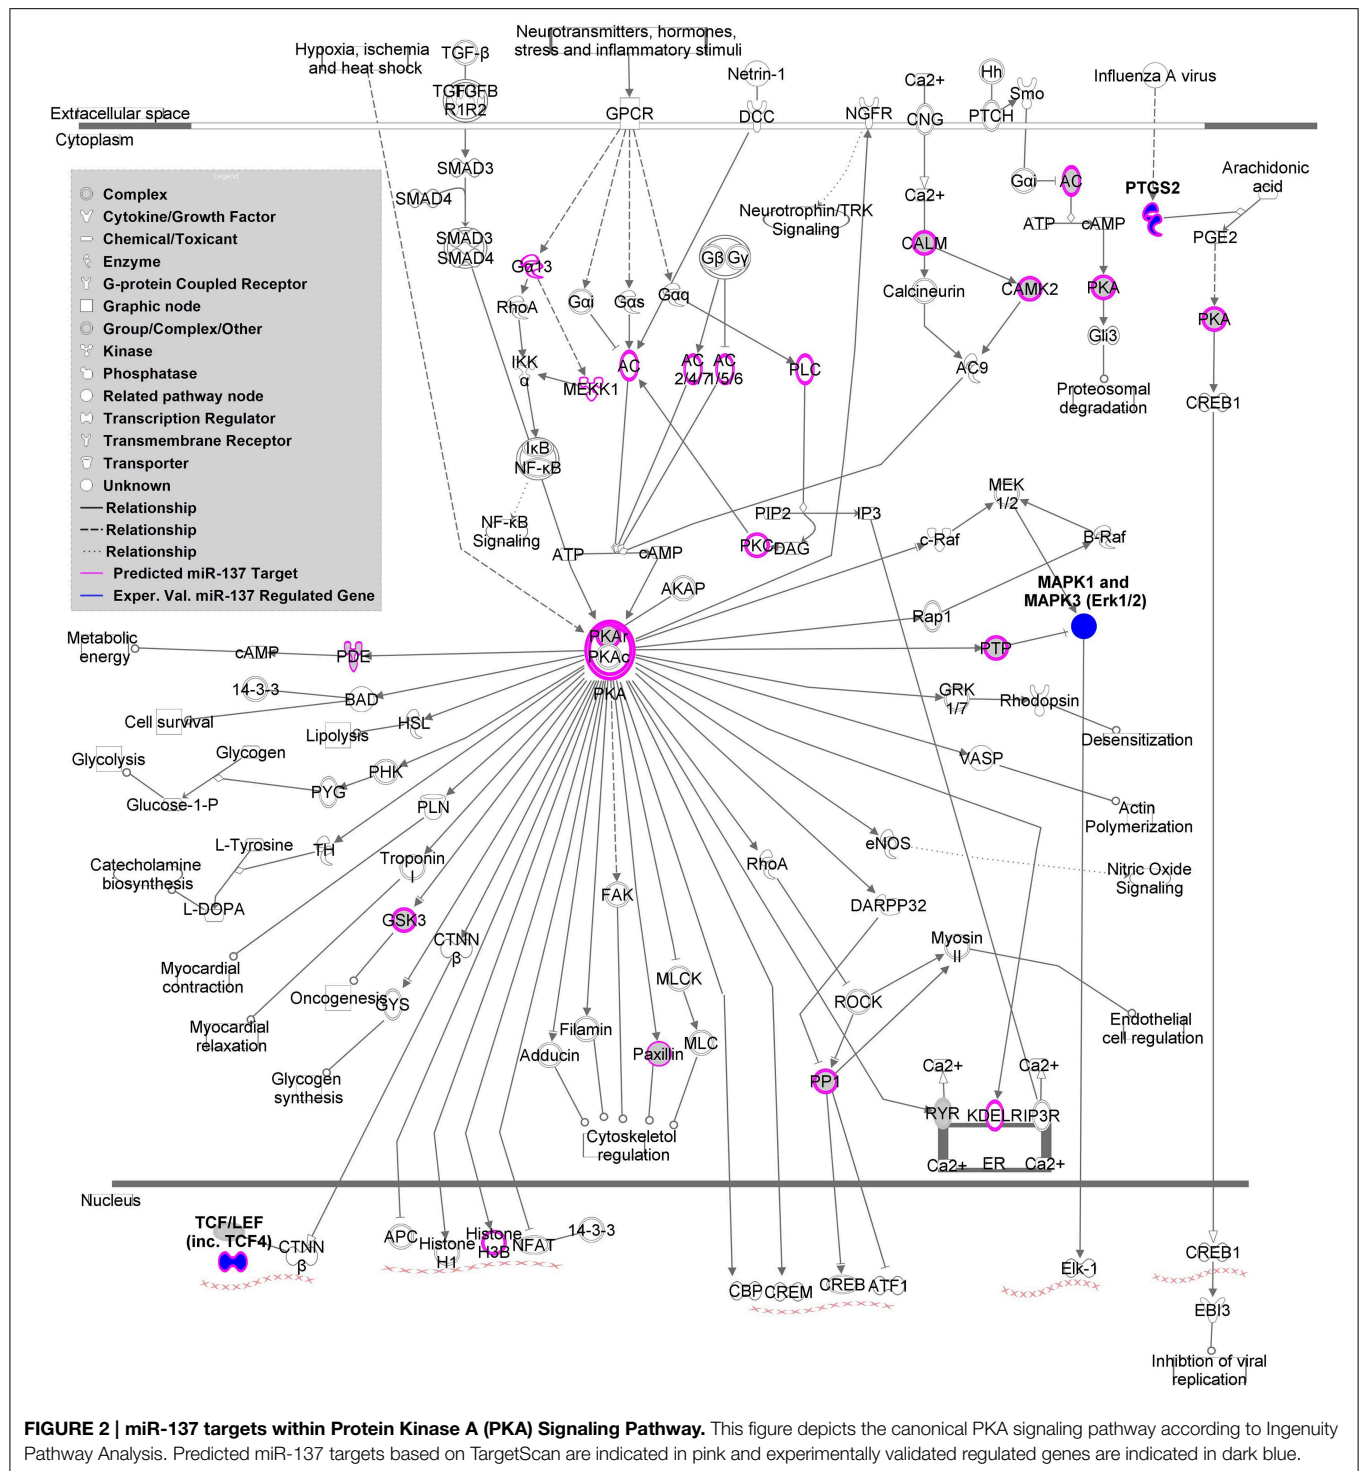 Neurotransmitters, hormones,
stress and inflammatory stimuli
Hypoxia, ischemia
and heat shock
TGF-β
TGFTGFB
R1R2
Netrin-1
Ca2+
Hh
Smo
Influenza A virus
Extracellular space
GPCR
DCC
NGFR
CNG
PTCH
Cytoplasm
SMAD3
SMAD4
SMAD3
SMAD4
Legend
Complex
Cytokine/Growth Factor
Chemical/Toxicant
Enzyme
G-protein Coupled Receptor
Graphic node
Group/Complex/Other
Kinase
Phosphatase
Related pathway node
Transcription Regulator
Transmembrane Receptor
Transporter
Unknown
Relationship
Relationship
Relationship
Predicted miR-137 Target
Exper. Val. miR-137 Regulated Gene
Neurotrophin/TRK
Signaling
Ca2+
Gαi
AC
PTGS2
Arachidonic
acid
ATP
cAMP
PGE2
CALM
Gβ Gγ
Gα13
Calcineurin
CAMK2
PKA
PKA
RhoA
Gαi
Gαs
Gαq
Gli3
IKK
α
MEKK1
AC
AC
2/4/7
AC
1/5/6
PLC
AC9
Proteosomal
degradation
CREB1
IκB
NF-κB
NF-kB
Signaling
PIP2
IP3
MEK
1/2
c-Raf
B-Raf
PKC
DAG
ATP
cAMP
AKAP
MAPK1 and
MAPK3 (Erk1/2)
Rap1
PTP
Metabolic
energy
cAMP
PDE
PKAr
PKAc
PKA
14-3-3
BAD
Cell survival
HSL
Lipolysis
GRK
1/7
Rhodopsin
Desensitization
Glycolysis
Glycogen
PHK
PYG
Glucose-1-P
PLN
VASP
Actin
Polymerization
L-Tyrosine
TH
Catecholamine
biosynthesis
L-DOPA
Troponin
I
RhoA
eNOS
Nitric Oxide
Signaling
GSK3
FAK
DARPP32
CTNN
β
Myosin
II
Myocardial
contraction
Oncogenesis
GYS
MLCK
ROCK
Myocardial
relaxation
Filamin
Adducin
Paxillin
MLC
Endothelial
cell regulation
Glycogen
synthesis
PP1
Ca2+
Ca2+
RYR
KDELR
IP3R
Cytoskeletol
regulation
Ca2+
ER
Ca2+
Nucleus
TCF/LEF
(inc. TCF4)
CTNN
β
APC
Histone
H1
Histone
H3B
NFAT
14-3-3
CBP
CREM
CREB
ATF1
Elk-1
CREB1
EBI3
Inhibtion of viral
replication
FIGURE 2 | miR-137 targets within Protein Kinase A (PKA) Signaling Pathway. This figure depicts the canonical PKA signaling pathway according to Ingenuity
Pathway Analysis. Predicted miR-137 targets based on TargetScan are indicated in pink and experimentally validated regulated genes are indicated in dark blue.